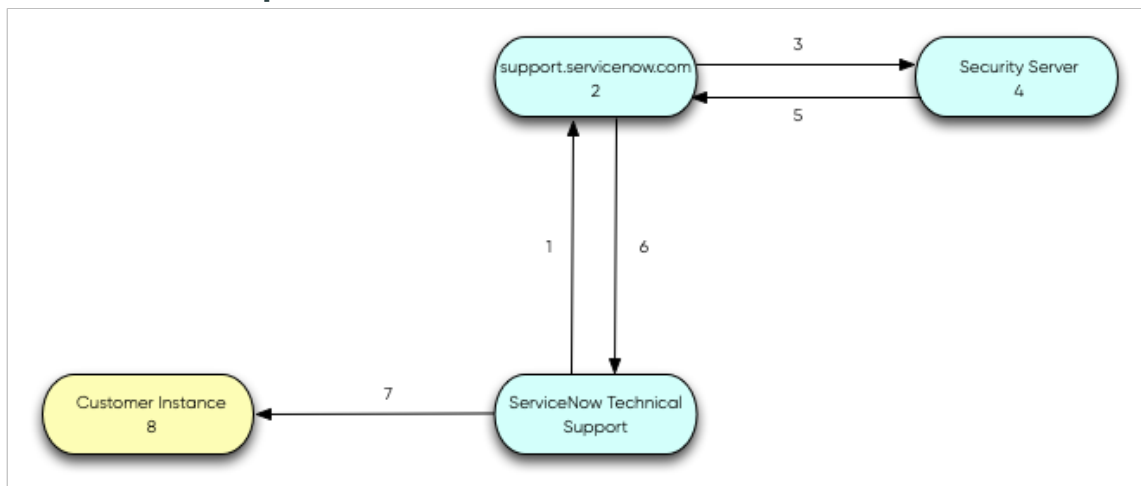 3
support.servicenow.com
2
Security Server
4
5
1
6
7
Customer Instance
8
ServiceNow Technical
Support